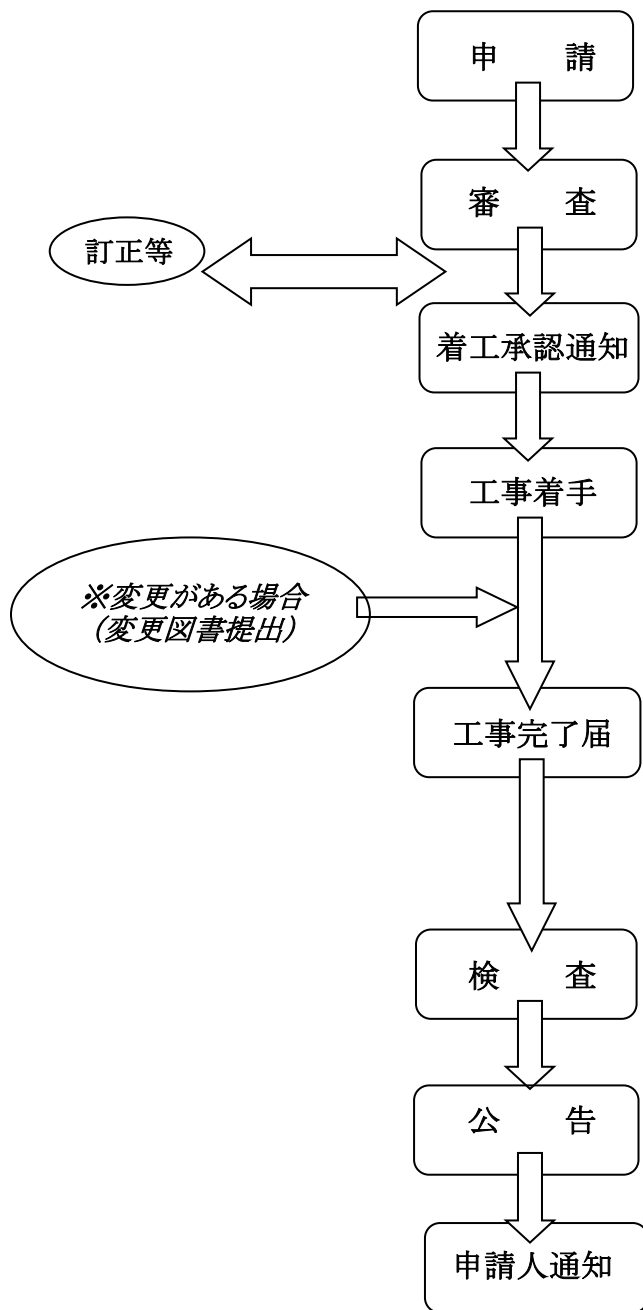 申　　請
審　　査
訂正等
着工承認通知
工事着手
※変更がある場合
（変更図書提出）
工事完了届
検　　査
公　　告
申請人通知